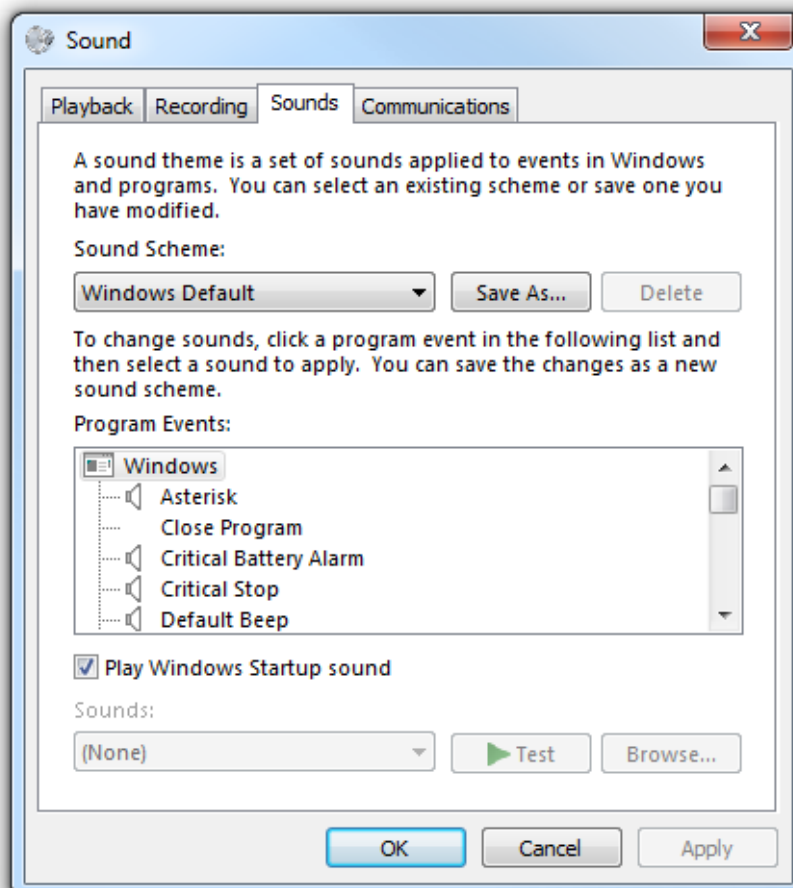 Sound
Playback Recording Sounds Communications
A sound theme is a set of sounds applied to events in Windows
and programs. You can select an existing scheme or save one you
have modified.
Sound Scheme:
Windows Default Save As... Delete
To change sounds, click a program event in the following list and
then select a sound to apply. You can save the changes as a new
sound scheme.
Program Events:
Windows
Asterisk
Close Program
Critical Battery Alarm
Critical Stop
Default Beep
Play Windows Startup sound
Sounds:
(None) Test Browse...
OK Cancel Apply